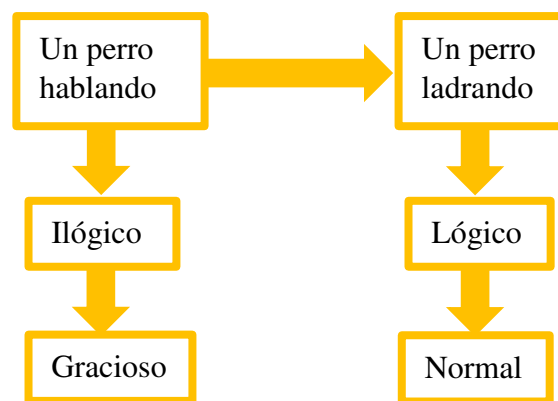 Un perro
hablando
Un perro
ladrando
Ilógico
Lógico
Gracioso
Normal